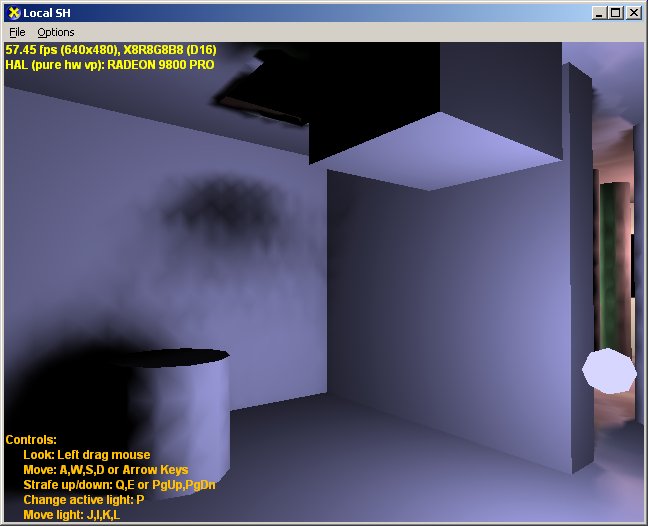 Local SH
File Options
57.45 fps (640x480), X8R8G8B8 (D16)
HAL (pure hw vp): RADEON 9800 PRO
Controls:
Look: Left drag mouse
Move: A,W,S,D or Arrow Keys
Strafe up/down: Q,E or PgUp,PgDn
Change active light: P
Move light: J,I,K,L